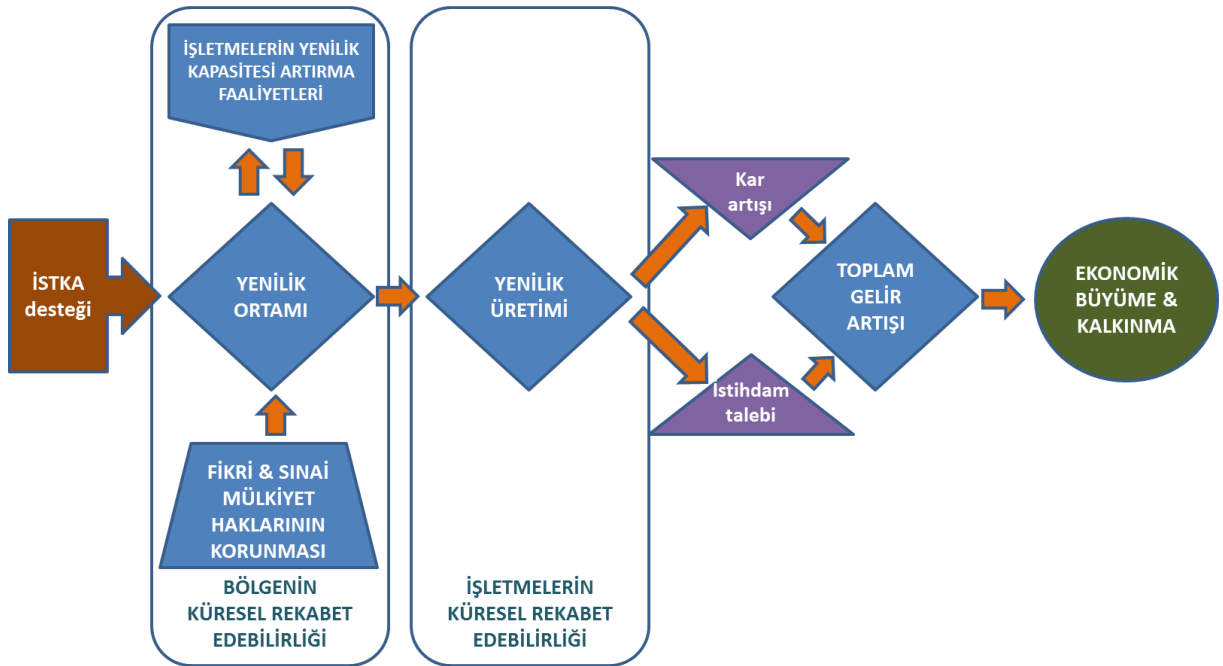 İŞLETMELERİN YENİLİK
KAPASİTESİ ARTIRMA
FAALİYETLERİ
İSTKA
desteği
YENİLİK
ORTAMI
FİKRİ & SINAİ
MÜLKİYET
HAKLARININ
KORUNMASI
BÖLGENİN
KÜRESEL REKABET
EDEBİLİRLİĞİ
YENİLİK
ÜRETİMİ
İŞLETMELERİN
KÜRESEL REKABET
EDEBİLİRLİĞİ
Kar
artışı
İstihdam
talebi
TOPLAM
GELİR
ARTIŞI
EKONOMİK
BÜYÜME &
KALKINMA